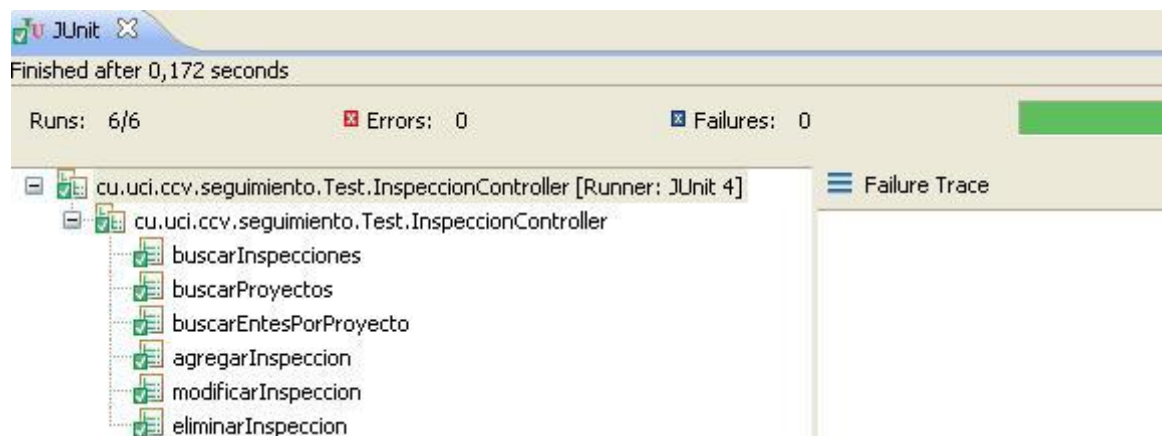 JUnit
Finished after 0,172 seconds
Runs: 6/6 Errors: 0 Failures: 0
cu.uci.ccv.seguimiento.Test.InspeccionController [Runner: JUnit 4]
Failure Trace
cu.uci.ccv.seguimiento.Test.InspeccionController
buscarInspecciones
buscarProyectos
buscarEntesPorProyecto
agregarInspeccion
modificarInspeccion
eliminarInspeccion